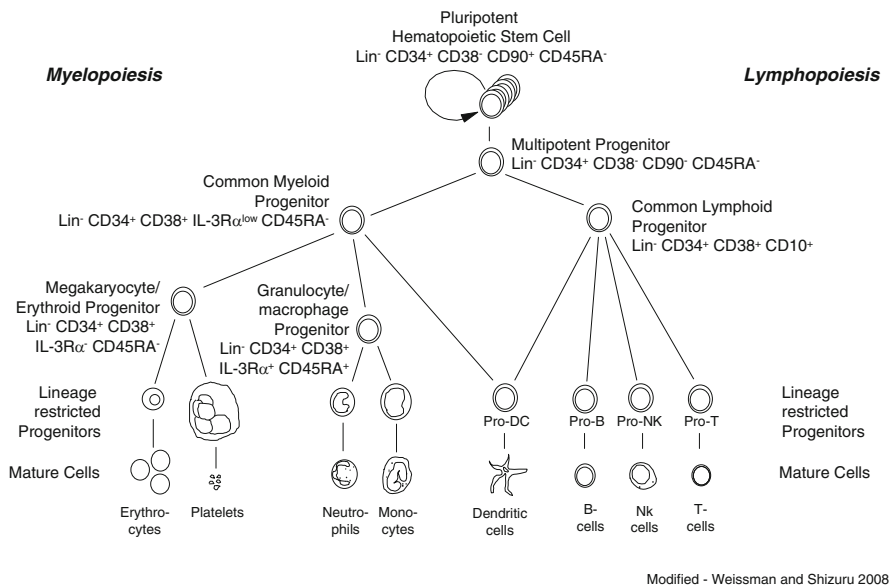 Pluripotent
Hematopoietic Stem Cell
Lin⁻ CD34⁺ CD38⁻ CD90⁺ CD45RA⁻
Myelopoiesis
Lymphopoiesis
Multipotent Progenitor
Lin⁻ CD34⁺ CD38⁻ CD90⁻ CD45RA⁻
Common Myeloid
Progenitor
Lin⁻ CD34⁺ CD38⁺ IL-3Rα^low CD45RA⁻
Common Lymphoid
Progenitor
Lin⁻ CD34⁺ CD38⁺ CD10⁺
Megakaryocyte/
Erythroid Progenitor
Lin⁻ CD34⁺ CD38⁺
IL-3Rα⁻ CD45RA⁻
Granulocyte/
macrophage
Progenitor
Lin⁻ CD34⁺ CD38⁺
IL-3Rα⁺ CD45RA⁺
Lineage
restricted
Progenitors
Pro-DC
Pro-B
Pro-NK
Pro-T
Lineage
restricted
Progenitors
Mature Cells
Mature Cells
Erythro-
cytes
Platelets
Neutro-
phils
Mono-
cytes
Dendritic
cells
B-
cells
Nk
cells
T-
cells
Modified - Weissman and Shizuru 2008